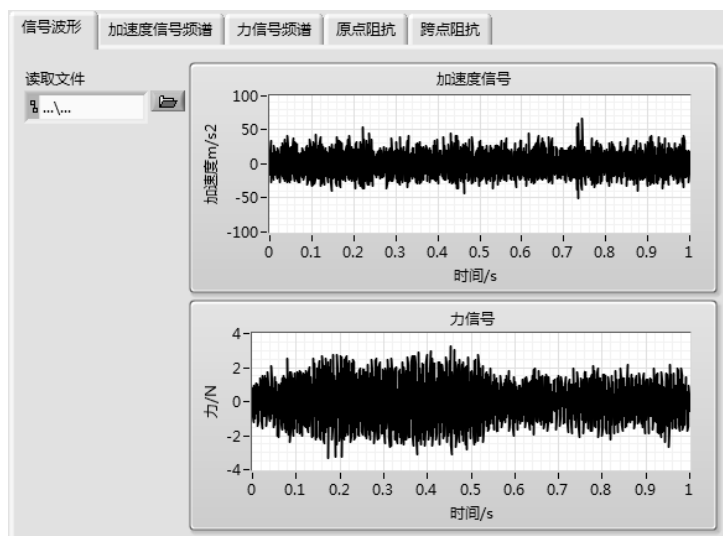 信号波形 加速度信号频谱 力信号频谱 原点阻抗 跨点阻抗
读取文件
...\...
加速度信号
加速度m/s2
100
50
0
-50
-100
0 0.1 0.2 0.3 0.4 0.5 0.6 0.7 0.8 0.9 1
时间/s
力信号
力/N
4
2
0
-2
-4
0 0.1 0.2 0.3 0.4 0.5 0.6 0.7 0.8 0.9 1
时间/s